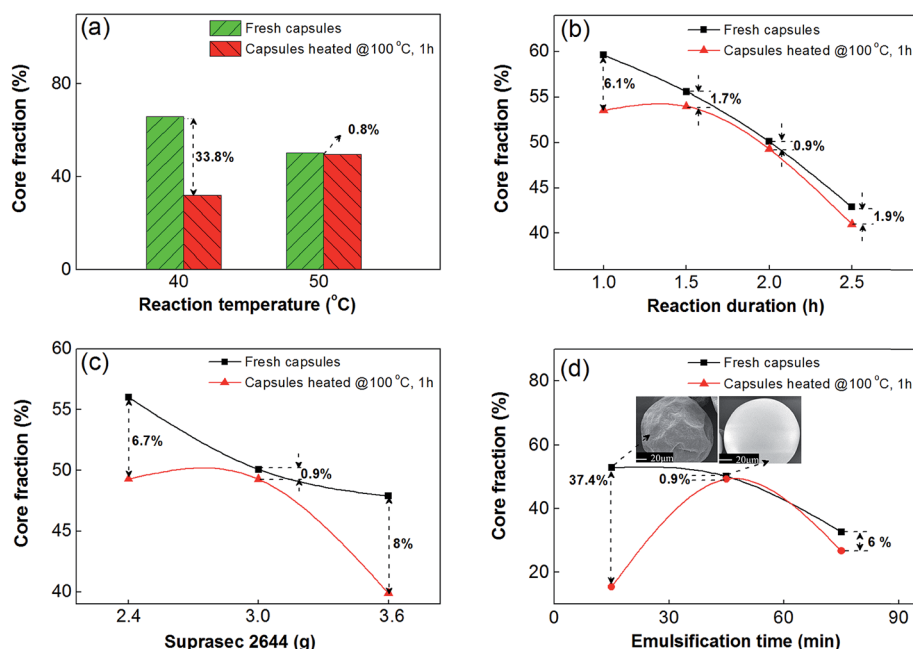 (a)
Fresh capsules
Capsules heated @100 °C, 1h
Core fraction (%)
80
40
0
33.8%
0.8%
40
50
Reaction temperature (°C)
(b)
Fresh capsules
Capsules heated @100 °C, 1h
Core fraction (%)
60
55
50
45
40
6.1%
1.7%
0.9%
1.9%
1.0
1.5
2.0
2.5
Reaction duration (h)
(c)
Fresh capsules
Capsules heated @100 °C, 1h
Core fraction (%)
60
55
50
45
40
6.7%
0.9%
8%
2.4
3.0
3.6
Suprasec 2644 (g)
(d)
Fresh capsules
Capsules heated @100 °C, 1h
Core fraction (%)
80
60
40
20
20μm
20μm
37.4%
0.9%
6 %
0
30
60
90
Emulsification time (min)